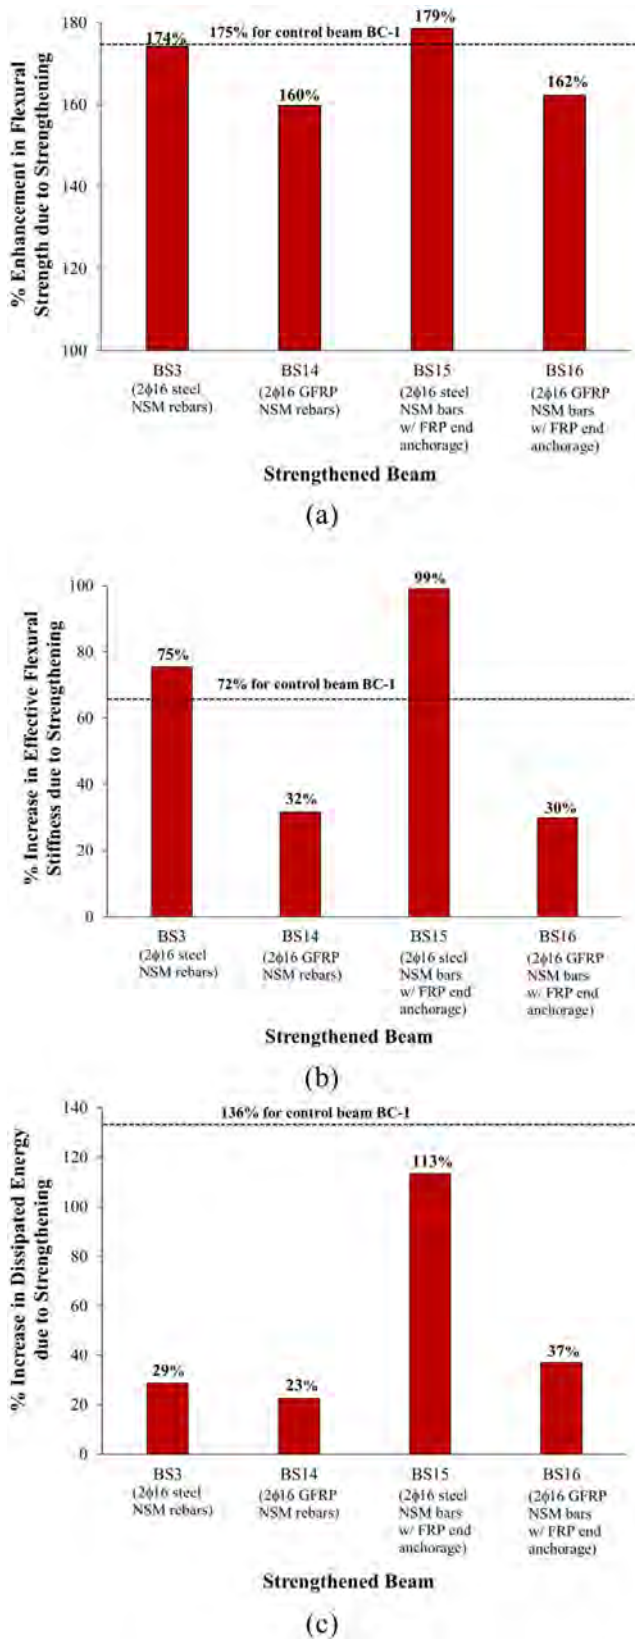 % Enhancement in Flexural
Strength due to Strengthening
180
160
140
120
100
175% for control beam BC-1
174%
160%
179%
162%
BS3
(2ϕ16 steel
NSM rebars)
BS14
(2ϕ16 GFRP
NSM rebars)
BS15
(2ϕ16 steel
NSM bars
w/ FRP end
anchorage)
BS16
(2ϕ16 GFRP
NSM bars
w/ FRP end
anchorage)
Strengthened Beam
(a)
% Increase in Effective Flexural
Stiffness due to Strengthening
100
80
60
40
20
0
72% for control beam BC-1
75%
32%
99%
30%
BS3
(2ϕ16 steel
NSM rebars)
BS14
(2ϕ16 GFRP
NSM rebars)
BS15
(2ϕ16 steel
NSM bars
w/ FRP end
anchorage)
BS16
(2ϕ16 GFRP
NSM bars
w/ FRP end
anchorage)
Strengthened Beam
(b)
% Increase in Dissipated Energy
due to Strengthening
140
120
100
80
60
40
20
0
136% for control beam BC-1
29%
23%
113%
37%
BS3
(2ϕ16 steel
NSM rebars)
BS14
(2ϕ16 GFRP
NSM rebars)
BS15
(2ϕ16 steel
NSM bars
w/ FRP end
anchorage)
BS16
(2ϕ16 GFRP
NSM bars
w/ FRP end
anchorage)
Strengthened Beam
(c)